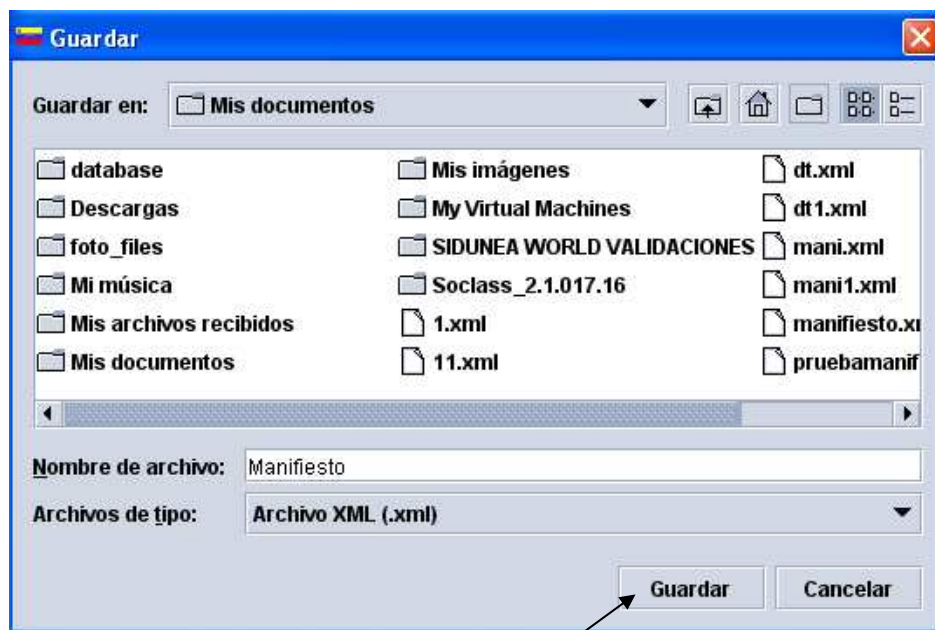 Guardar
Guardar en: Mis documentos
database Mis imágenes dt.xml
Descargas My Virtual Machines dt1.xml
foto_files SIDUNEA WORLD VALIDACIONES mani.xml
Mi música Soclass_2.1.017.16 mani1.xml
Mis archivos recibidos 1.xml manifiesto.x
Mis documentos 11.xml pruebamanif
Nombre de archivo: Manifiesto
Archivos de tipo: Archivo XML (.xml)
Guardar Cancelar